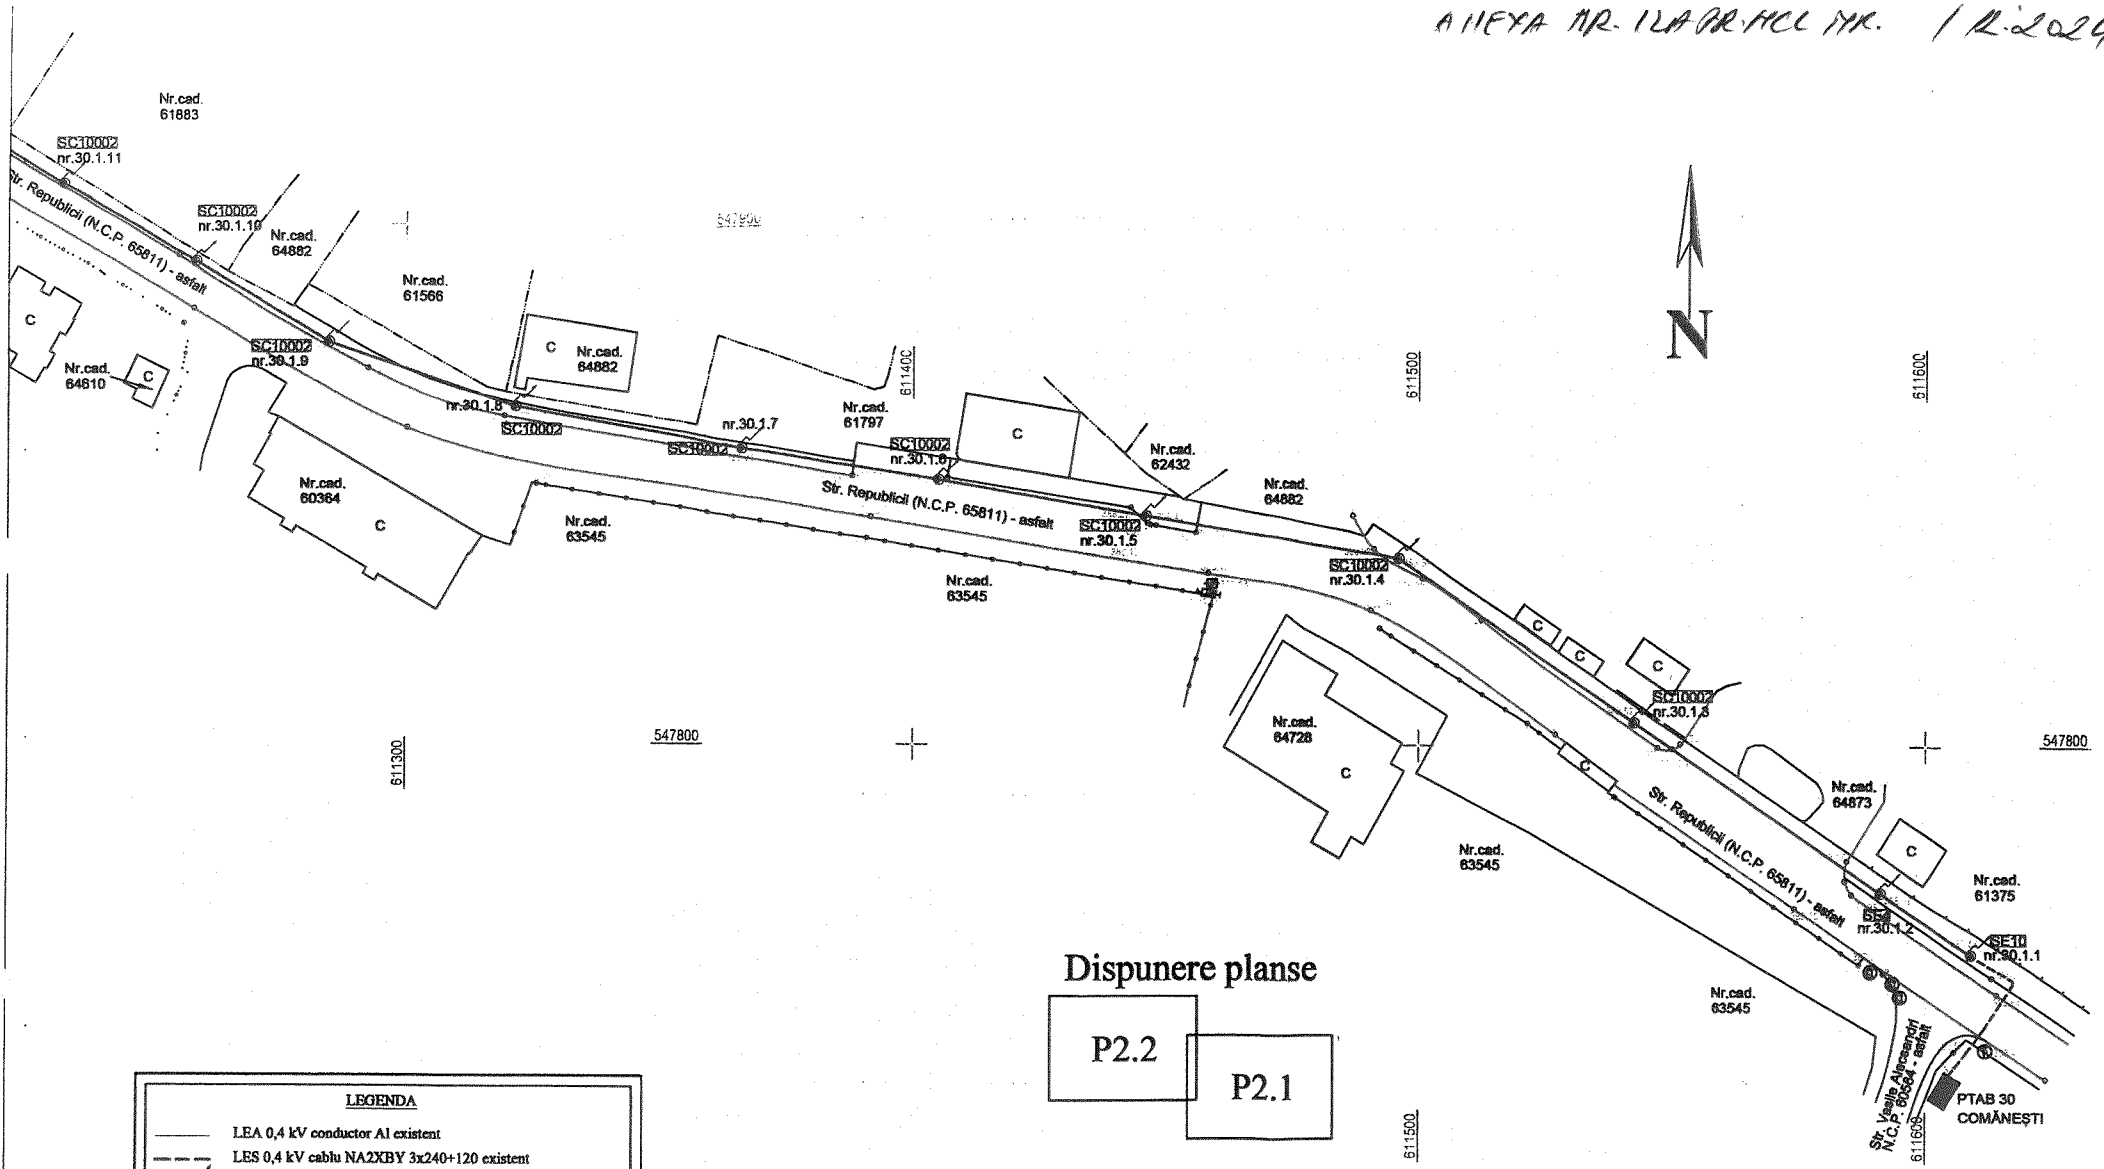 ANEXA NR. 1 LA PR. HCL NR. / 12.2024
Nr.cad.
61883
SC10002
nr.30.1.11
Str. Republicii (N.C.P. 65811) - asfalt
SC10002
nr.30.1.10
Nr.cad.
64882
547900
Nr.cad.
61566
N
C
SC10002
nr.30.1.9
Nr.cad.
64610
C
C
Nr.cad.
64882
611400
611500
611600
nr.30.1.8
SC10002
Nr.cad.
61797
nr.30.1.7
SC10002
SC10002
nr.30.1.6
C
Nr.cad.
62432
Nr.cad.
64882
Nr.cad.
60364
C
Nr.cad.
63545
Str. Republicii (N.C.P. 65811) - asfalt
SC10002
nr.30.1.5
SC10002
nr.30.1.4
Nr.cad.
63545
C
C
C
SC10002
nr.30.1.3
Nr.cad.
64728
C
611300
547800
547800
C
Nr.cad.
64873
Str. Republicii (N.C.P. 65811) - asfalt
Nr.cad.
63545
C
Nr.cad.
61375
nr.30.1.2
SE10
nr.30.1.1
Dispunere planse
P2.2
P2.1
Nr.cad.
63545
Str. Vasile Alecsandri
N.C.P. 60584 - asfalt
PTAB 30
COMĂNEȘTI
611500
611600
LEGENDA
LEA 0,4 kV conductor Al existent
LES 0,4 kV cablu NA2XBY 3x240+120 existent